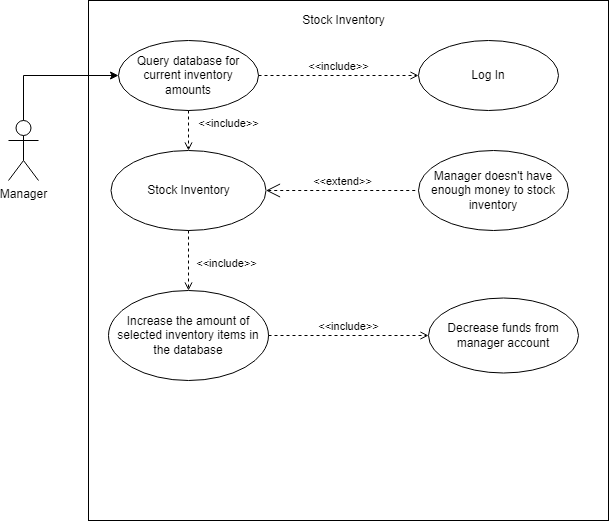 Stock Inventory
Query database for
current inventory
amounts
<<include>>
Log In
<<include>>
Manager
Stock Inventory
<<extend>>
Manager doesn't have
enough money to stock
inventory
<<include>>
Increase the amount of
selected inventory items in
the database
<<include>>
Decrease funds from
manager account